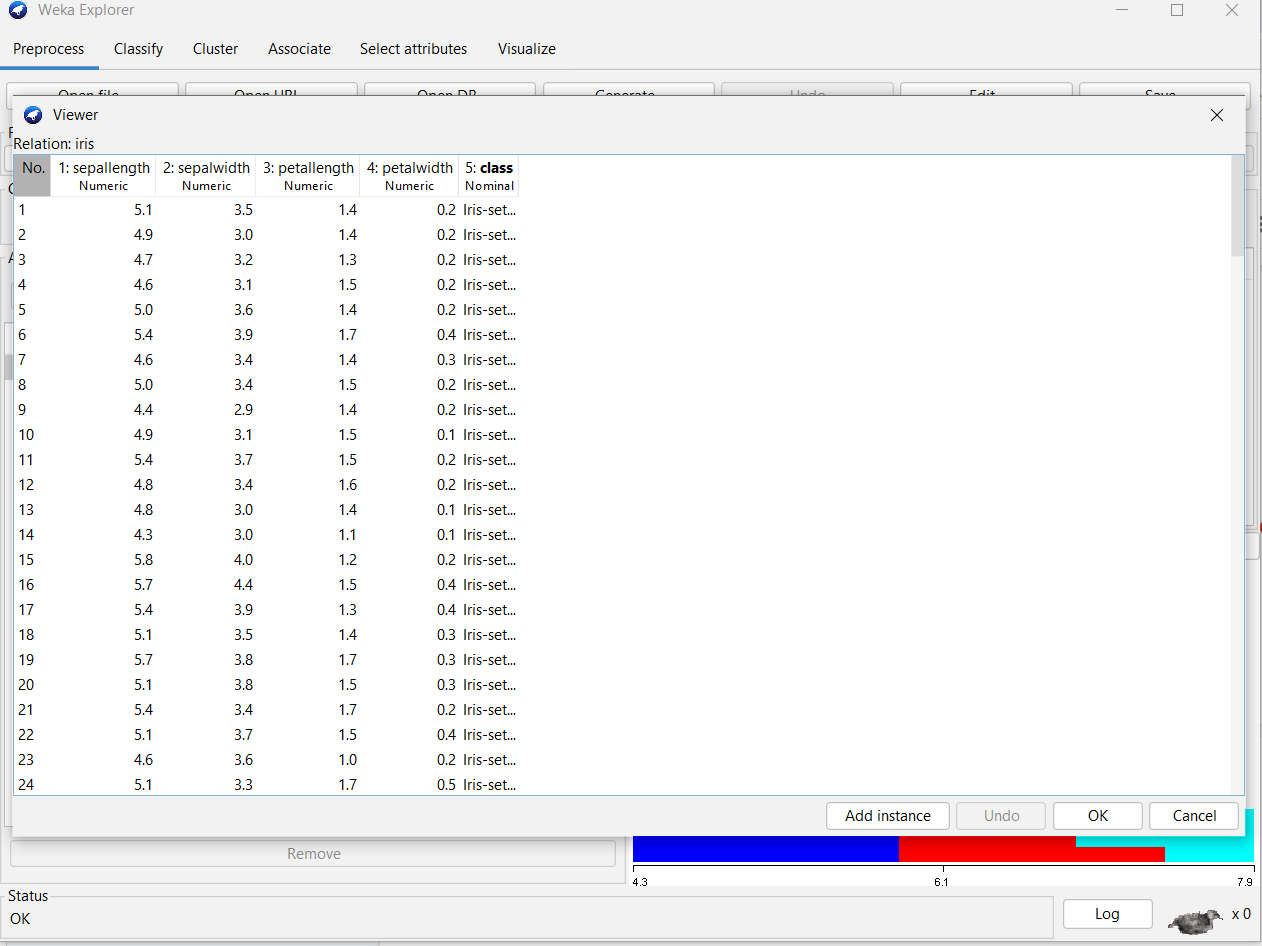 Weka Explorer
Preprocess Classify Cluster Associate Select attributes Visualize
Viewer
Relation: iris
No. 1: sepallength 2: sepalwidth 3: petallength 4: petalwidth 5: class
Numeric Numeric Numeric Numeric Nominal
1 5.1 3.5 1.4 0.2 Iris-set...
2 4.9 3.0 1.4 0.2 Iris-set...
3 4.7 3.2 1.3 0.2 Iris-set...
4 4.6 3.1 1.5 0.2 Iris-set...
5 5.0 3.6 1.4 0.2 Iris-set...
6 5.4 3.9 1.7 0.4 Iris-set...
7 4.6 3.4 1.4 0.3 Iris-set...
8 5.0 3.4 1.5 0.2 Iris-set...
9 4.4 2.9 1.4 0.2 Iris-set...
10 4.9 3.1 1.5 0.1 Iris-set...
11 5.4 3.7 1.5 0.2 Iris-set...
12 4.8 3.4 1.6 0.2 Iris-set...
13 4.8 3.0 1.4 0.1 Iris-set...
14 4.3 3.0 1.1 0.1 Iris-set...
15 5.8 4.0 1.2 0.2 Iris-set...
16 5.7 4.4 1.5 0.4 Iris-set...
17 5.4 3.9 1.3 0.4 Iris-set...
18 5.1 3.5 1.4 0.3 Iris-set...
19 5.7 3.8 1.7 0.3 Iris-set...
20 5.1 3.8 1.5 0.3 Iris-set...
21 5.4 3.4 1.7 0.2 Iris-set...
22 5.1 3.7 1.5 0.4 Iris-set...
23 4.6 3.6 1.0 0.2 Iris-set...
24 5.1 3.3 1.7 0.5 Iris-set...
Add instance Undo OK Cancel
Remove
4.3 6.1 7.9
Status
OK
Log x 0